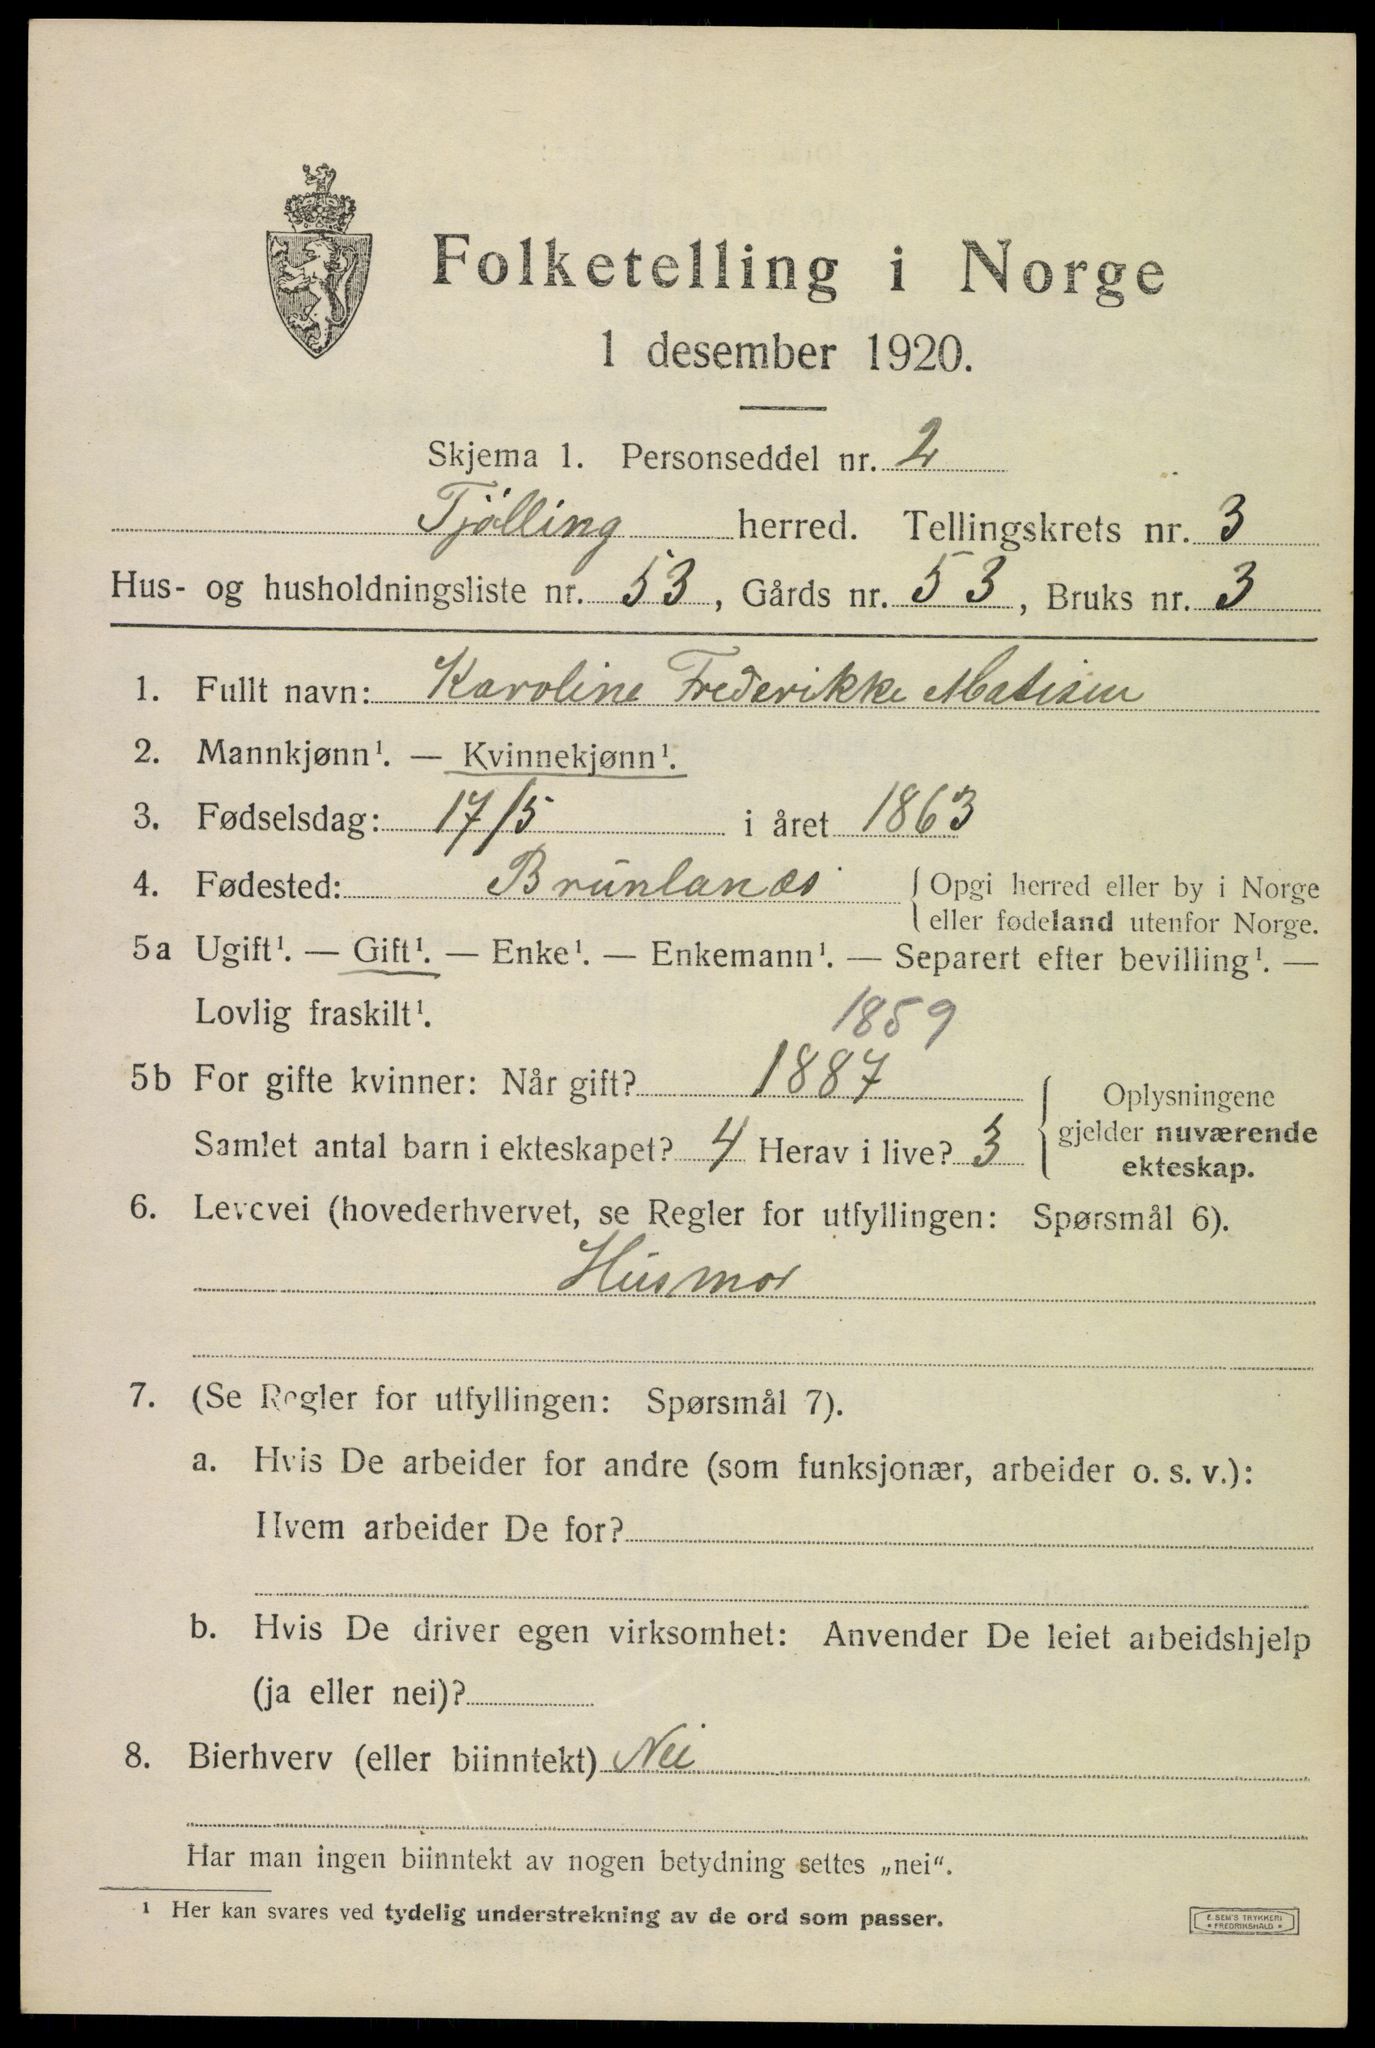 Folketelling i Norge
1 desember 1920.
Skjema 1. Personseddel nr. 2
Tjølling herred. Tellingskrets nr. 3
Hus- og husholdningsliste nr. 53, Gårds nr. 53, Bruks nr. 3
1. Fullt navn: Karoline Frederikke Matisen
2. Mannkjønn¹. — Kvinnekjønn¹.
3. Fødselsdag: 17/5 i året 1863
4. Fødested: Brunlanæs { Opgi herred eller by i Norge
eller fødeland utenfor Norge.
5a Ugift¹. — Gift¹. — Enke¹. — Enkemann¹. — Separert efter bevilling¹. —
Lovlig fraskilt¹.
1859
5b For gifte kvinner: Når gift? 1887
Samlet antal barn i ekteskapet? 4 Herav i live? 3
{ Oplysningene
gjelder nuværende
ekteskap.
6. Levevei (hovederhvervet, se Regler for utfyllingen: Spørsmål 6).
Husmor
7. (Se Regler for utfyllingen: Spørsmål 7).
a. Hvis De arbeider for andre (som funksjonær, arbeider o. s. v.):
Hvem arbeider De for?
b. Hvis De driver egen virksomhet: Anvender De leiet arbeidshjelp
(ja eller nei)?
8. Bierhverv (eller biinntekt) Nei
Har man ingen biinntekt av nogen betydning settes „nei“.
¹ Her kan svares ved tydelig understrekning av de ord som passer.
E. SEM'S TRYKKERI
* FREDRIKSHALD *